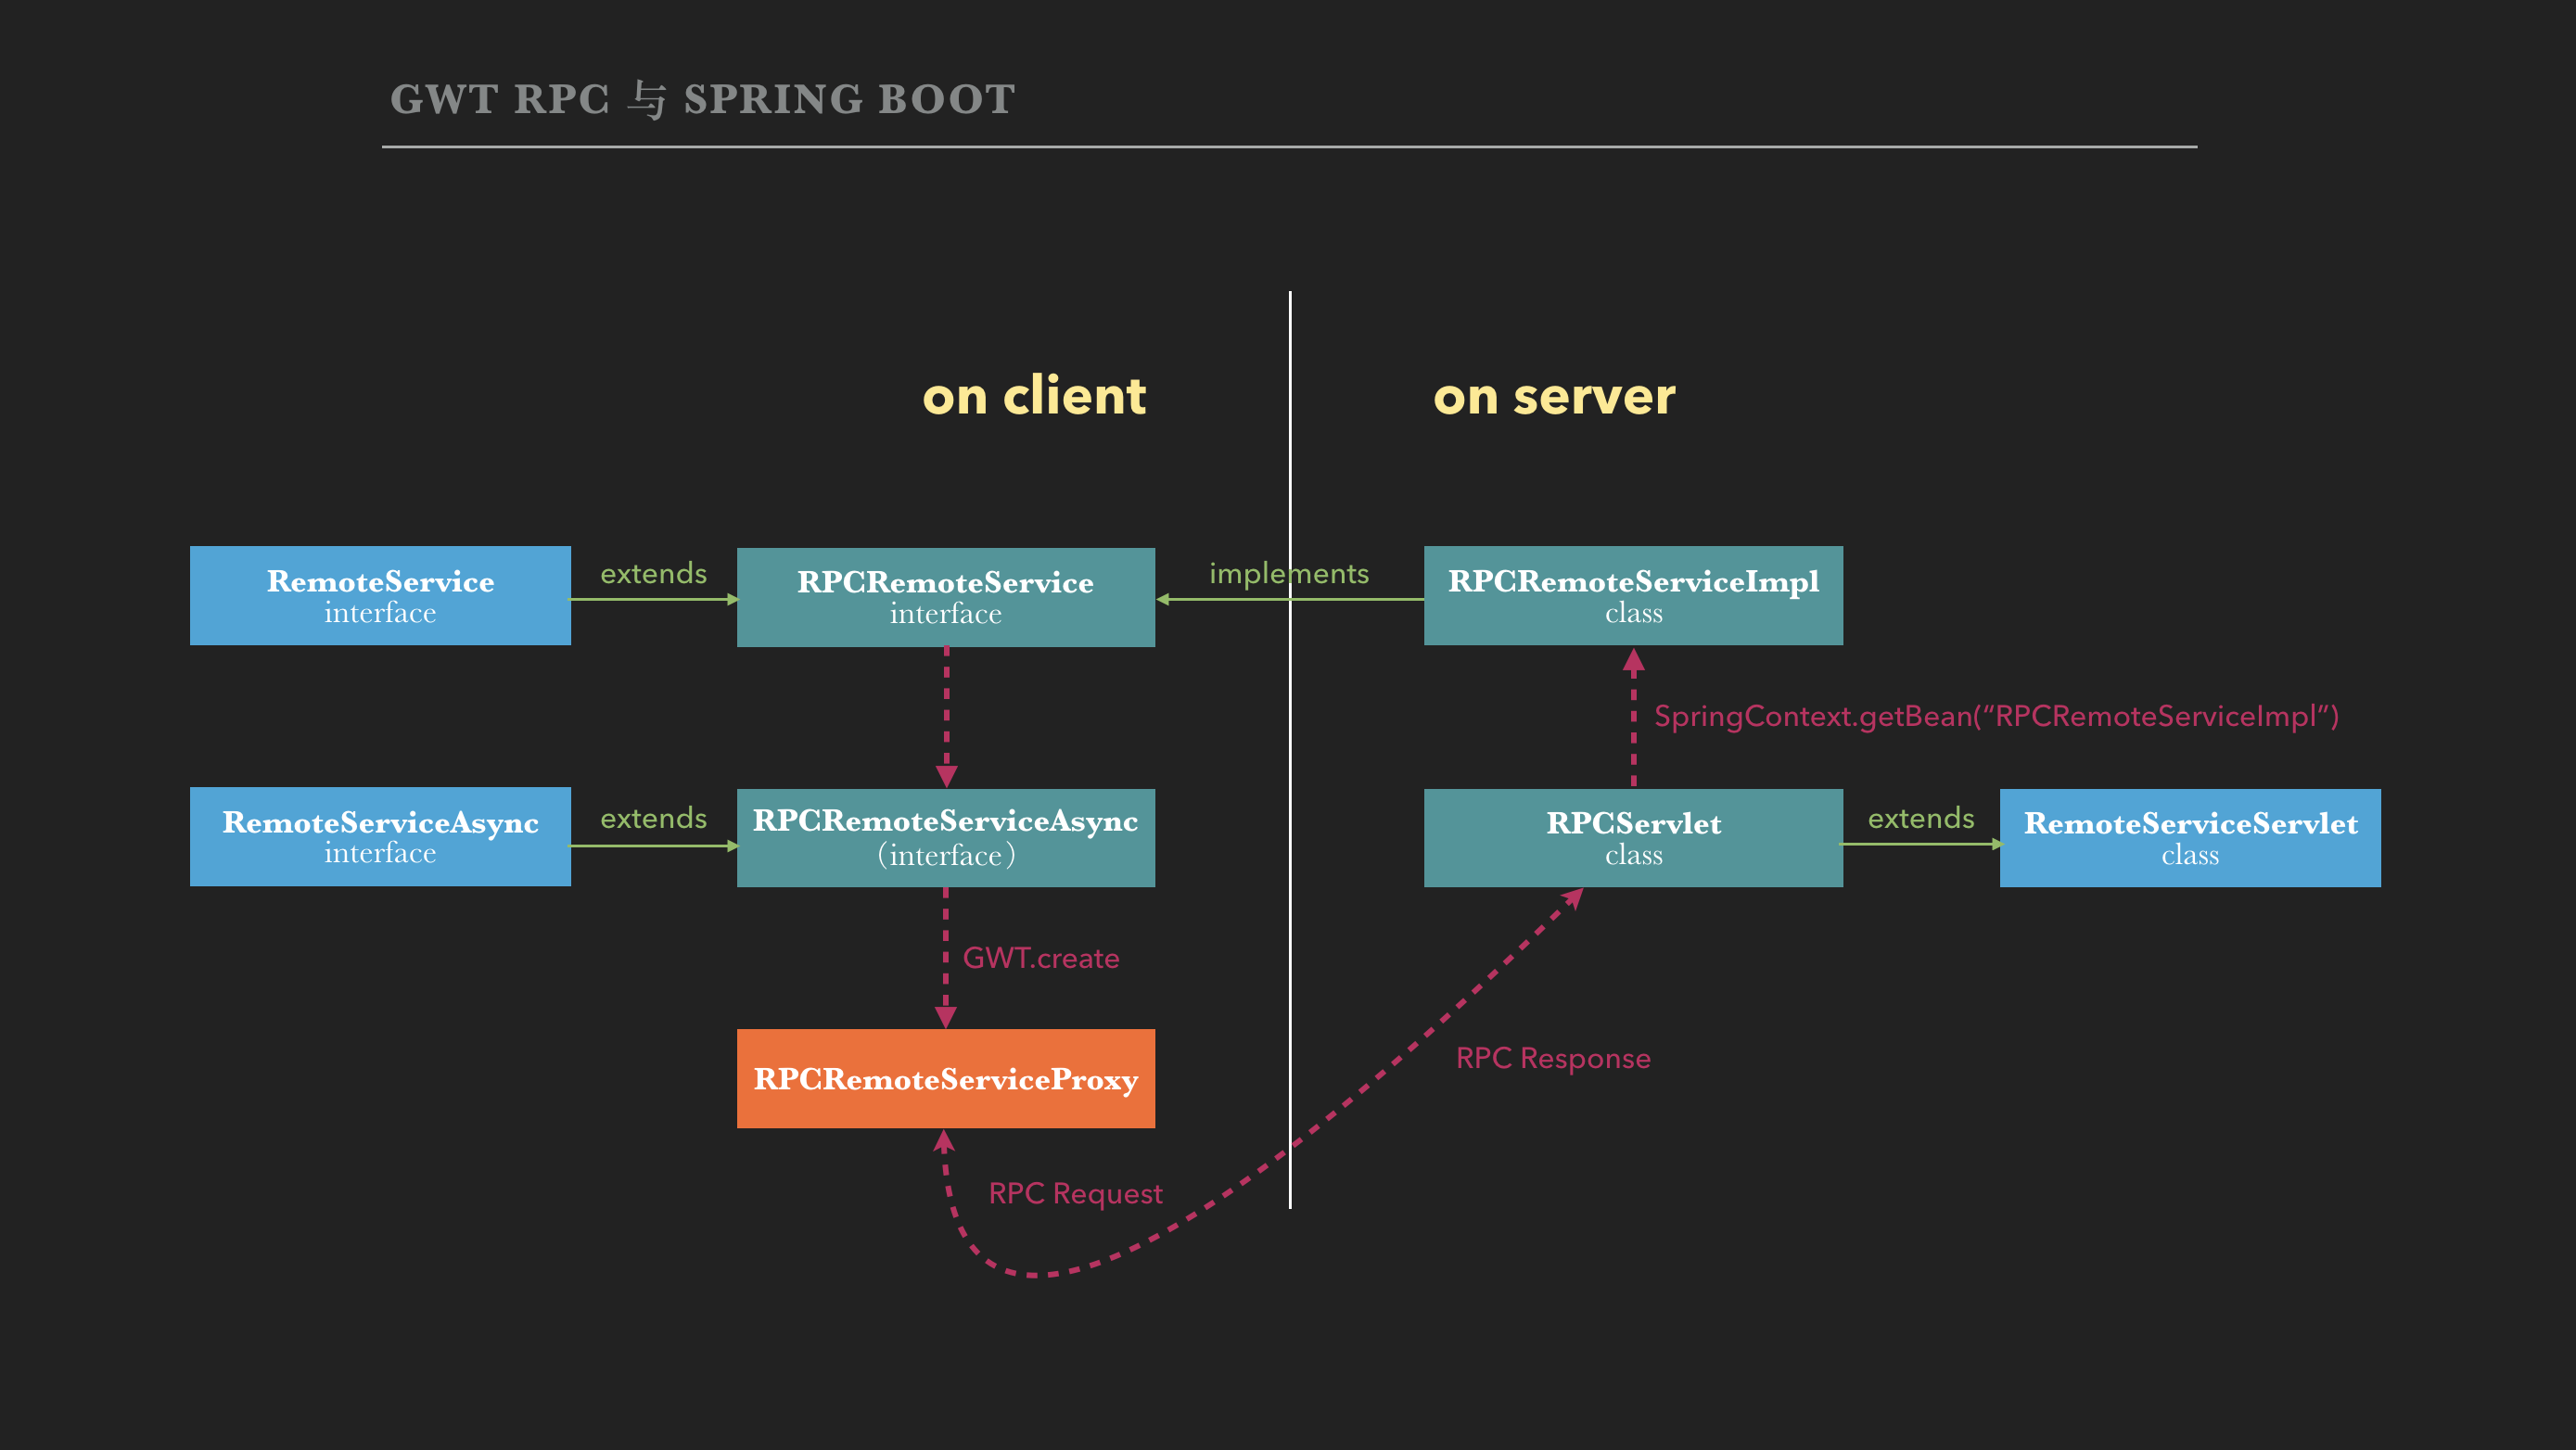 GWT RPC 与 SPRING BOOT
on client
on server
RemoteService
interface
extends
RPCRemoteService
interface
implements
RPCRemoteServiceImpl
class
SpringContext.getBean(“RPCRemoteServiceImpl”)
RemoteServiceAsync
interface
extends
RPCRemoteServiceAsync
（interface）
RPCServlet
class
extends
RemoteServiceServlet
class
GWT.create
RPCRemoteServiceProxy
RPC Response
RPC Request